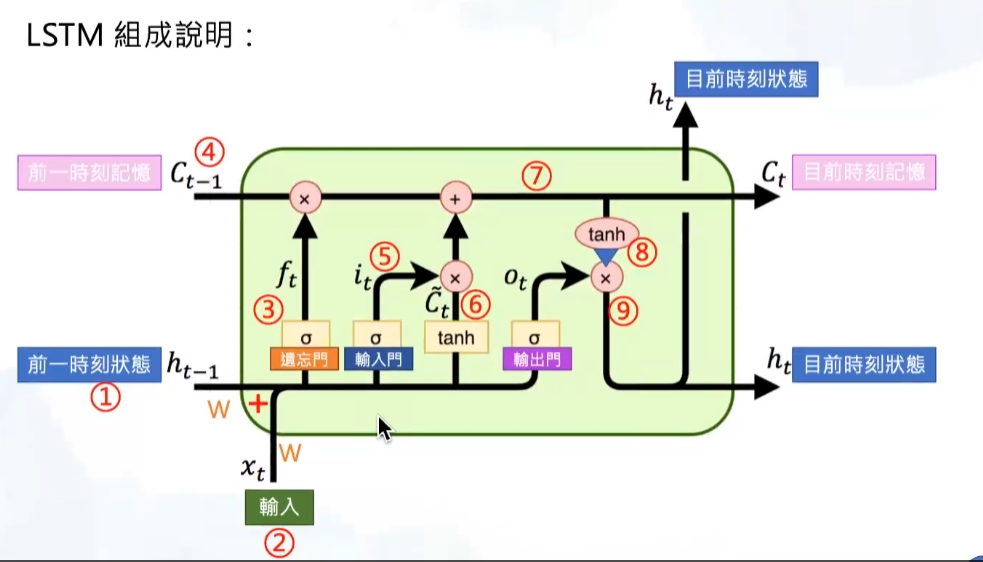 LSTM 組成說明：
h_t 目前時刻狀態
④
前一時刻記憶 C_{t-1}
⑦
C_t 目前時刻記憶
×
+
tanh ⑧
f_t
i_t ⑤
×
o_t
×
③
C̃_t ⑥
⑨
σ
σ
tanh
σ
遺忘門
輸入門
輸出門
前一時刻狀態 h_{t-1}
h_t 目前時刻狀態
①
W +
W
x_t
輸入
②